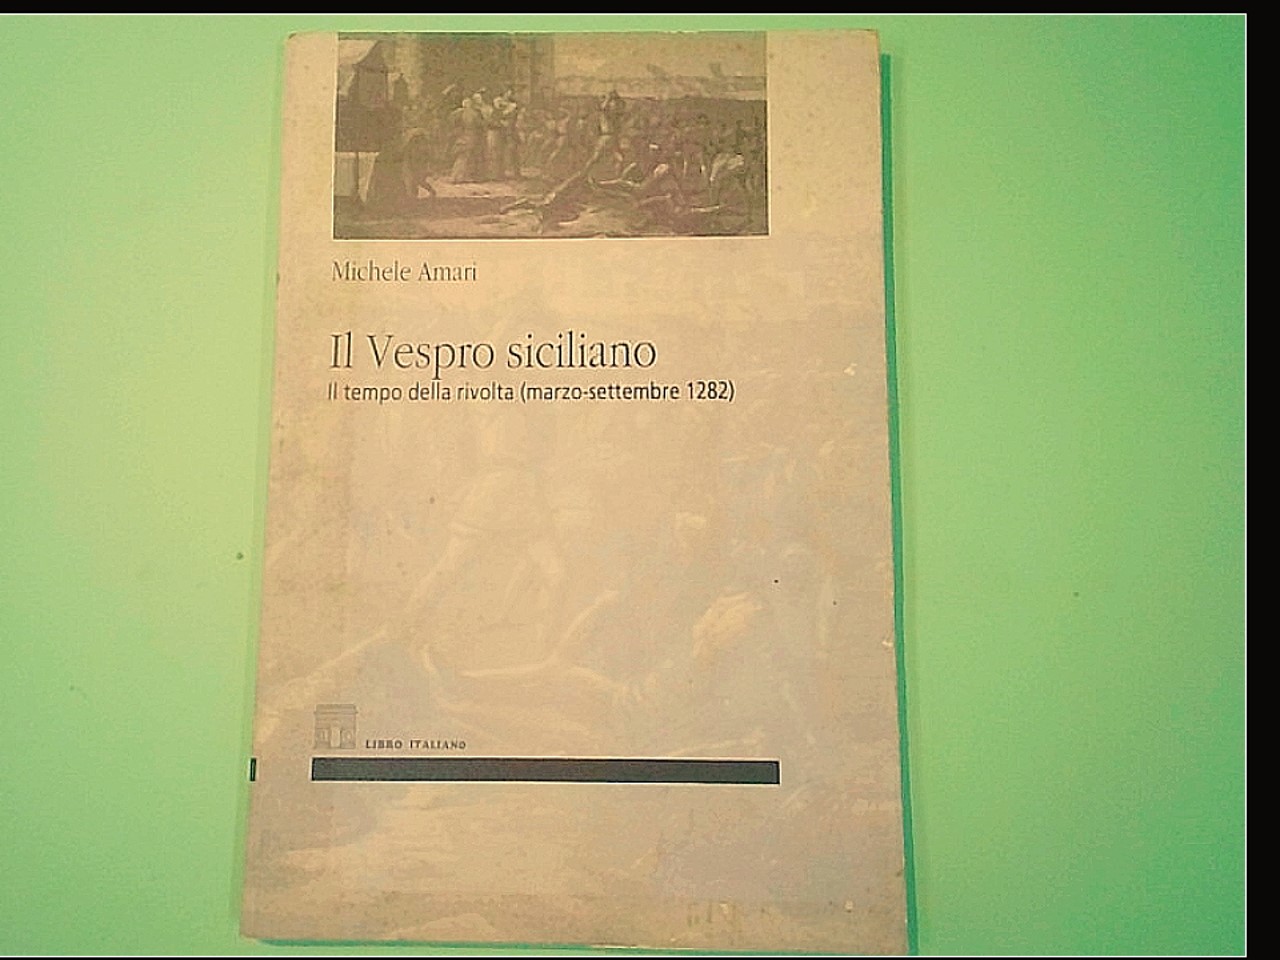 Michele Amari
Il Vespro siciliano
Il tempo della rivolta (marzo-settembre 1282)
LIBRO ITALIANO